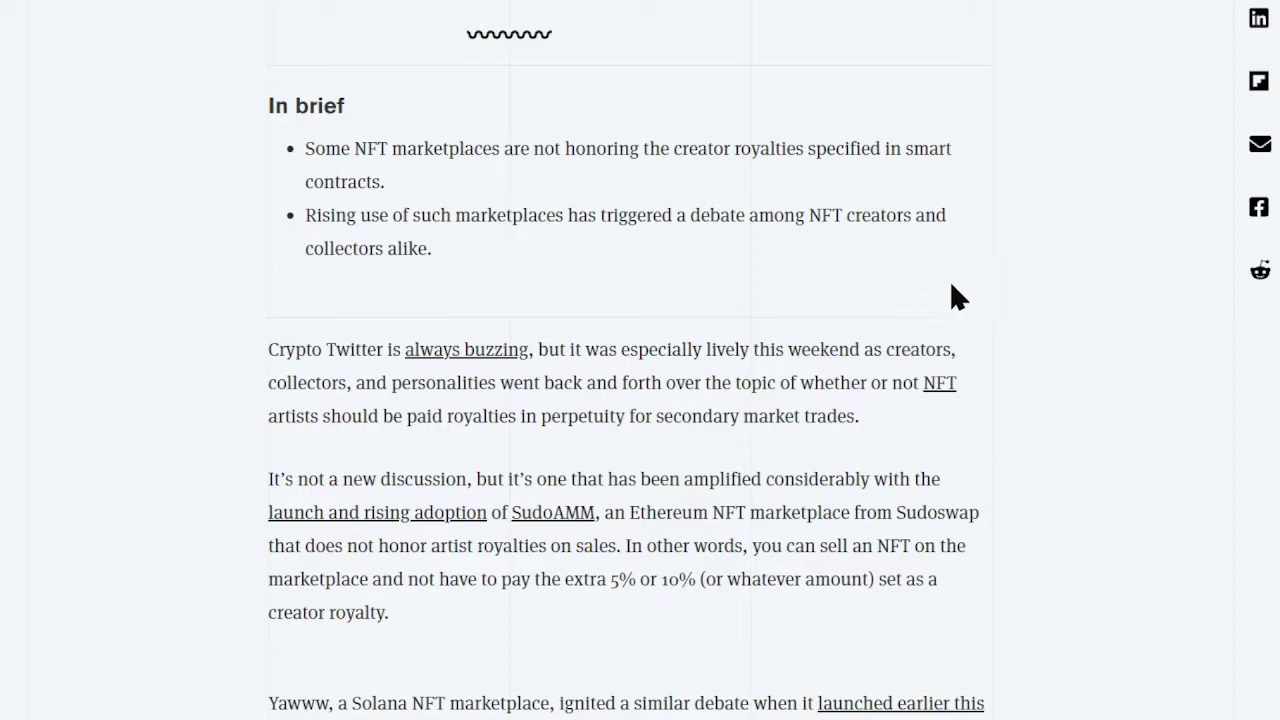 In brief
Some NFT marketplaces are not honoring the creator royalties specified in smart
contracts.
Rising use of such marketplaces has triggered a debate among NFT creators and
collectors alike.
Crypto Twitter is always buzzing, but it was especially lively this weekend as creators,
collectors, and personalities went back and forth over the topic of whether or not NFT
artists should be paid royalties in perpetuity for secondary market trades.
It’s not a new discussion, but it’s one that has been amplified considerably with the
launch and rising adoption of SudoAMM, an Ethereum NFT marketplace from Sudoswap
that does not honor artist royalties on sales. In other words, you can sell an NFT on the
marketplace and not have to pay the extra 5% or 10% (or whatever amount) set as a
creator royalty.
Yawww, a Solana NFT marketplace, ignited a similar debate when it launched earlier this